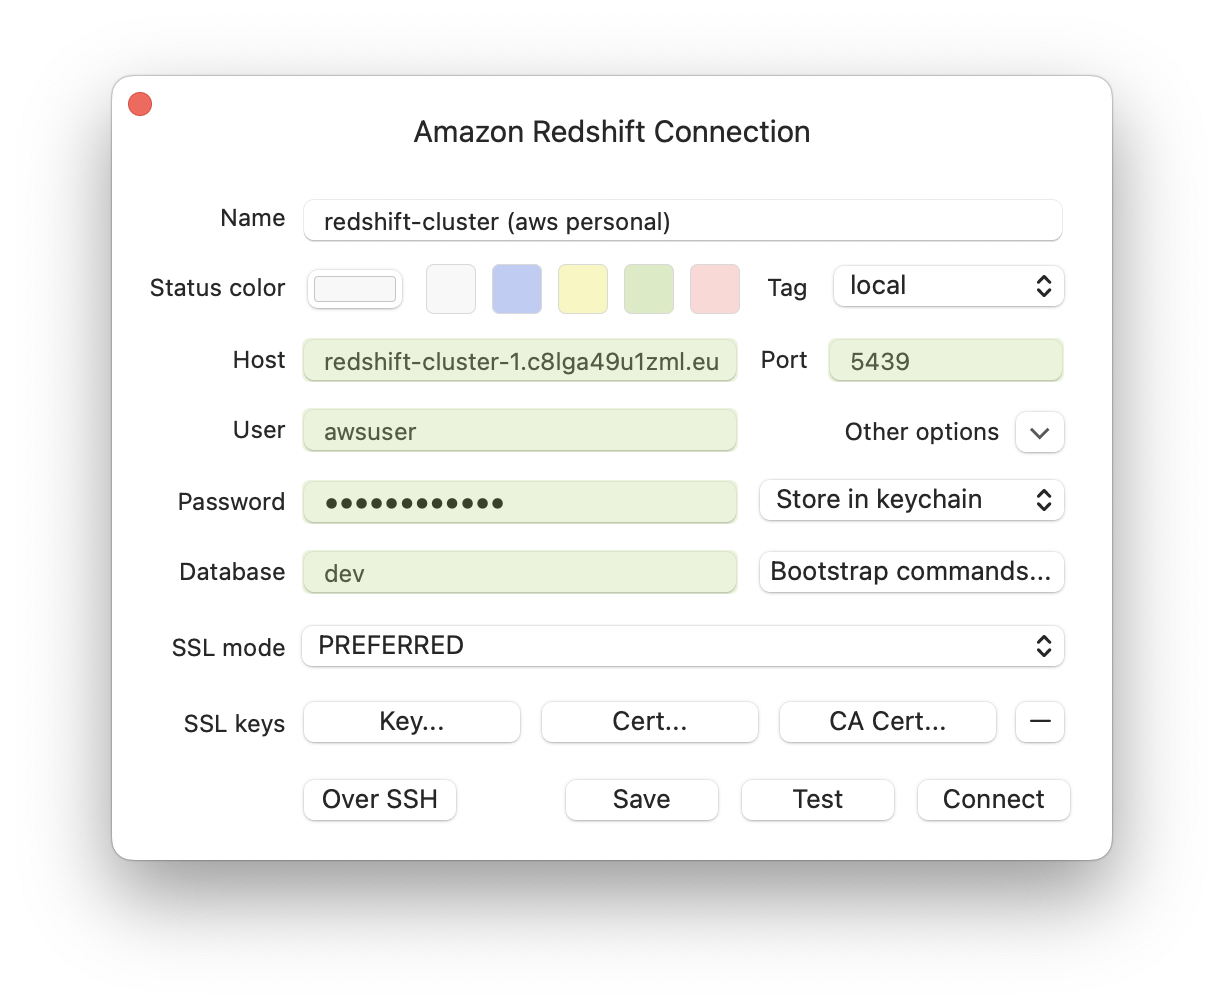 Amazon Redshift Connection
Name redshift-cluster (aws personal)
Status color Tag local
Host redshift-cluster-1.c8lga49u1zml.eu Port 5439
User awsuser Other options
Password ●●●●●●●●●●●● Store in keychain
Database dev Bootstrap commands...
SSL mode PREFERRED
SSL keys Key... Cert... CA Cert... —
Over SSH Save Test Connect